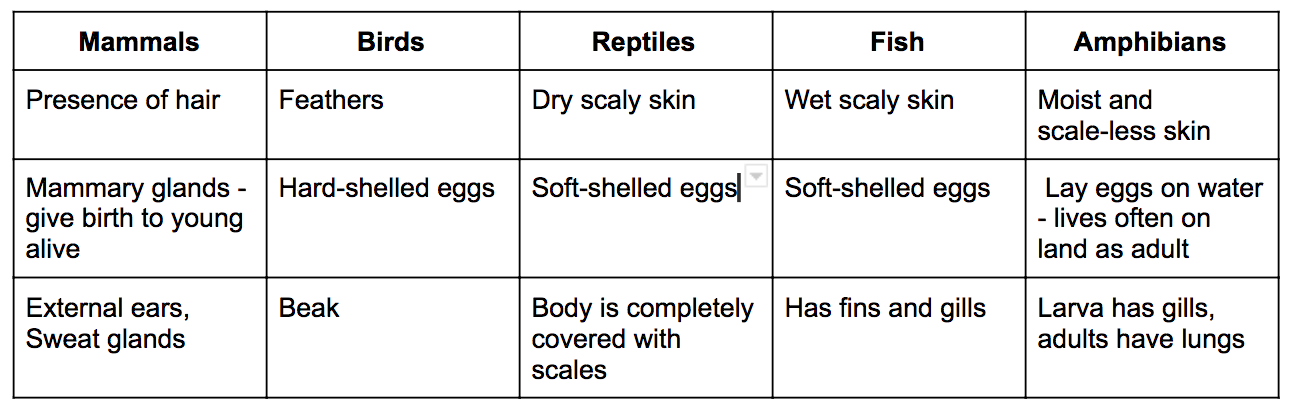 Mammals
Birds
Reptiles
Fish
Amphibians
Presence of hair
Feathers
Dry scaly skin
Wet scaly skin
Moist and
scale-less skin
Mammary glands -
give birth to young
alive
Hard-shelled eggs
Soft-shelled eggs
Soft-shelled eggs
Lay eggs on water
- lives often on
land as adult
External ears,
Sweat glands
Beak
Body is completely
covered with
scales
Has fins and gills
Larva has gills,
adults have lungs